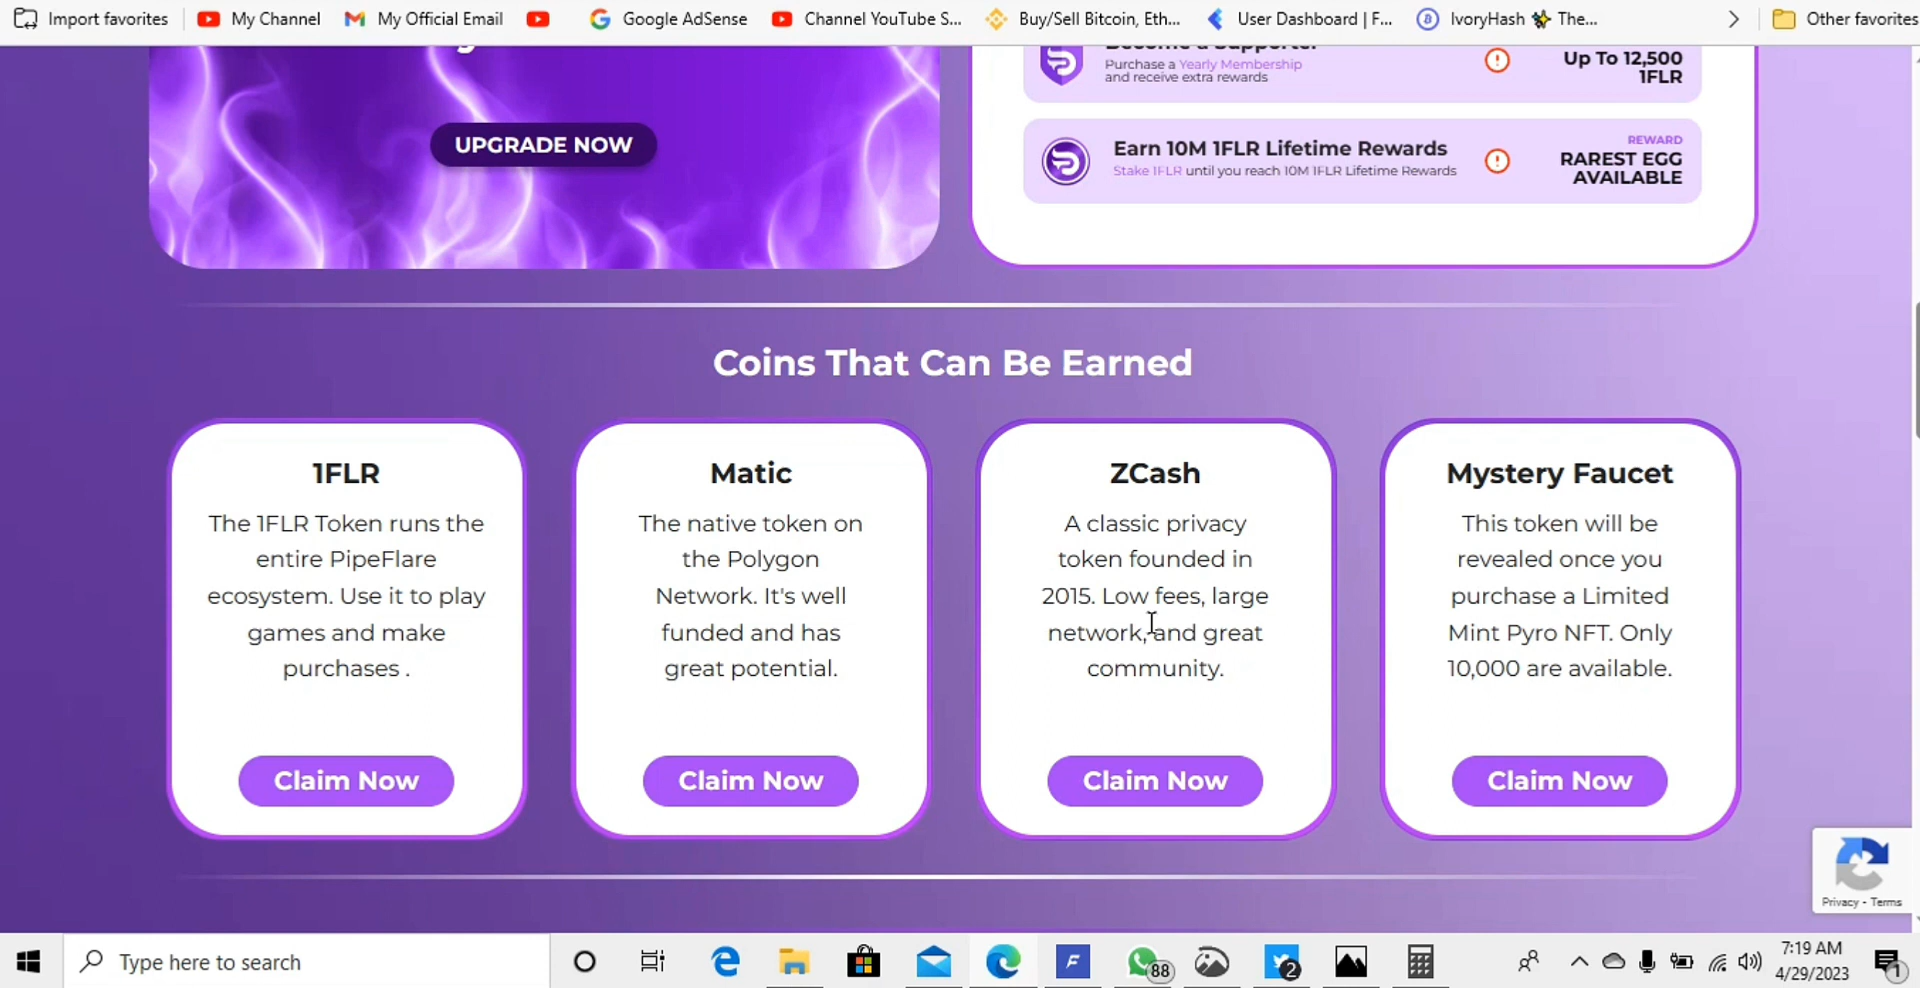 Import favorites
My Channel
My Official Email
Google AdSense
Channel YouTube S...
Buy/Sell Bitcoin, Eth...
User Dashboard | F...
IvoryHash ✨ The...
Other favorites
UPGRADE NOW
Become a Supporter
Purchase a Yearly Membership
and receive extra rewards
Up To 12,500
1FLR
Earn 10M 1FLR Lifetime Rewards
Stake 1FLR until you reach 10M 1FLR Lifetime Rewards
REWARD
RAREST EGG
AVAILABLE
Coins That Can Be Earned
1FLR
The 1FLR Token runs the
entire PipeFlare
ecosystem. Use it to play
games and make
purchases .
Claim Now
Matic
The native token on
the Polygon
Network. It's well
funded and has
great potential.
Claim Now
ZCash
A classic privacy
token founded in
2015. Low fees, large
network, and great
community.
Claim Now
Mystery Faucet
This token will be
revealed once you
purchase a Limited
Mint Pyro NFT. Only
10,000 are available.
Claim Now
Privacy - Terms
Type here to search
88
2
7:19 AM
4/29/2023
1